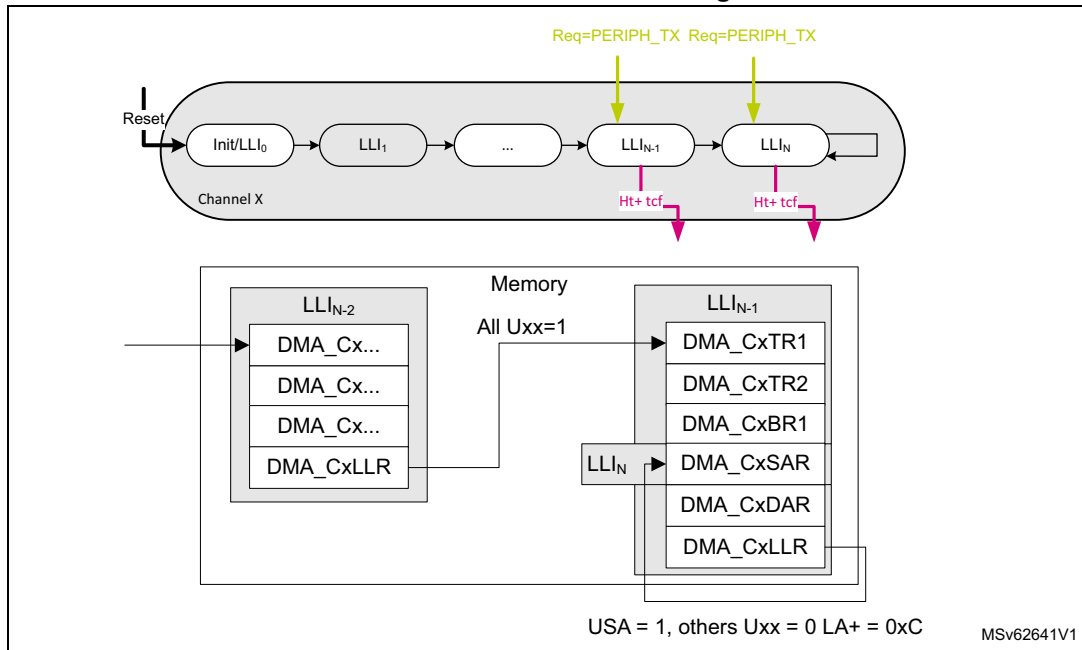 Req=PERIPH_TX Req=PERIPH_TX
Reset
Init/LLI0
LLI1
...
LLIN-1
LLIN
Channel X
Ht+ tcf
Ht+ tcf
Memory
LLIN-2
LLIN-1
All Uxx=1
DMA_Cx...
DMA_Cx...
DMA_Cx...
DMA_CxLLR
DMA_CxTR1
DMA_CxTR2
DMA_CxBR1
LLIN
DMA_CxSAR
DMA_CxDAR
DMA_CxLLR
USA = 1, others Uxx = 0 LA+ = 0xC
MSv62641V1